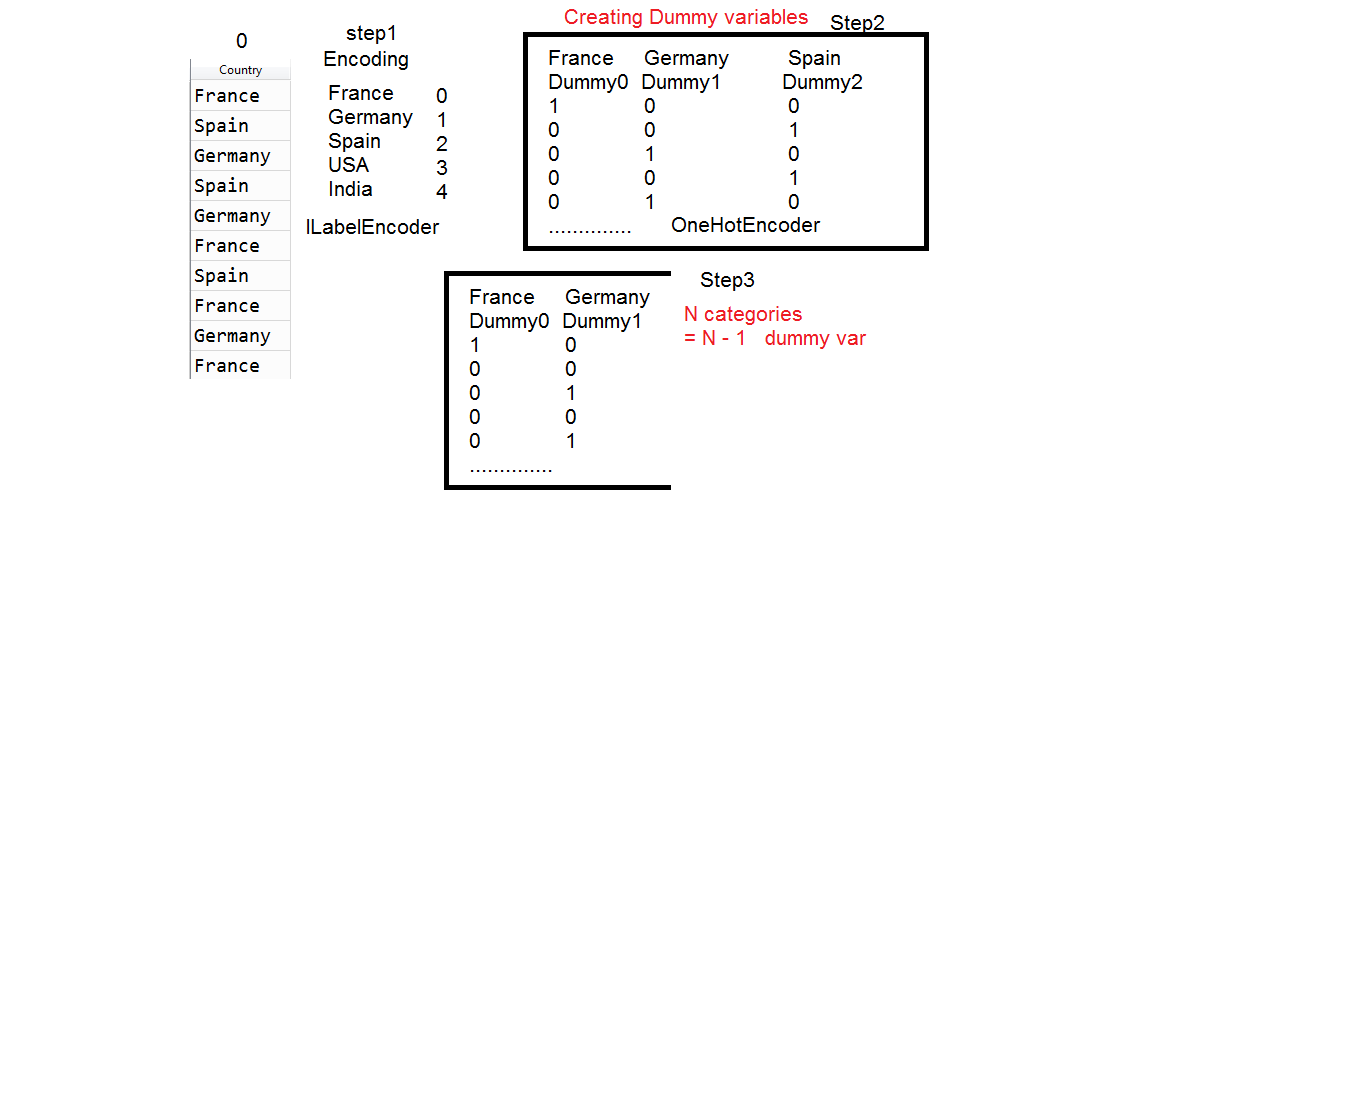 0
Country
France
Spain
Germany
Spain
Germany
France
Spain
France
Germany
France
step1
Encoding
France 0
Germany 1
Spain 2
USA 3
India 4
lLabelEncoder
Creating Dummy variables Step2
France Germany Spain
Dummy0 Dummy1 Dummy2
1 0 0
0 0 1
0 1 0
0 0 1
0 1 0
.............. OneHotEncoder
France Germany
Dummy0 Dummy1
1 0
0 0
0 1
0 0
0 1
..............
Step3
N categories
= N - 1 dummy var